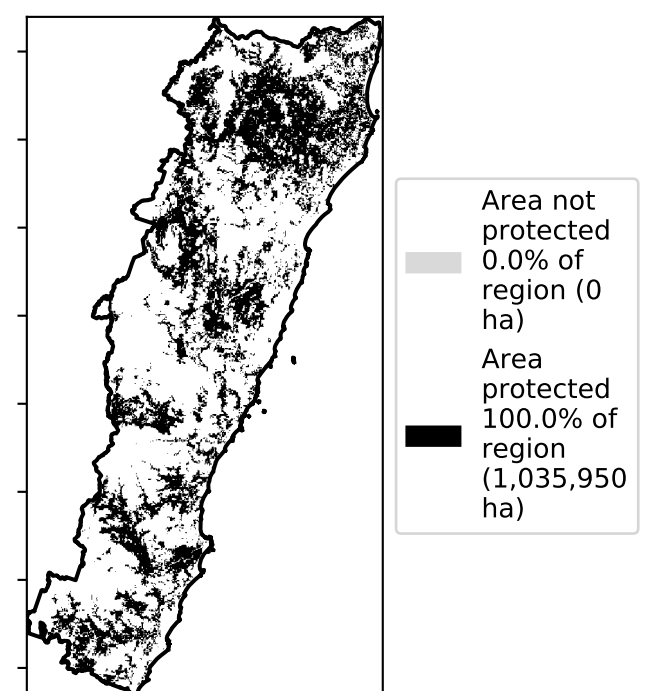 Area not
protected
0.0% of
region (0
ha)
Area
protected
100.0% of
region
(1,035,950
ha)